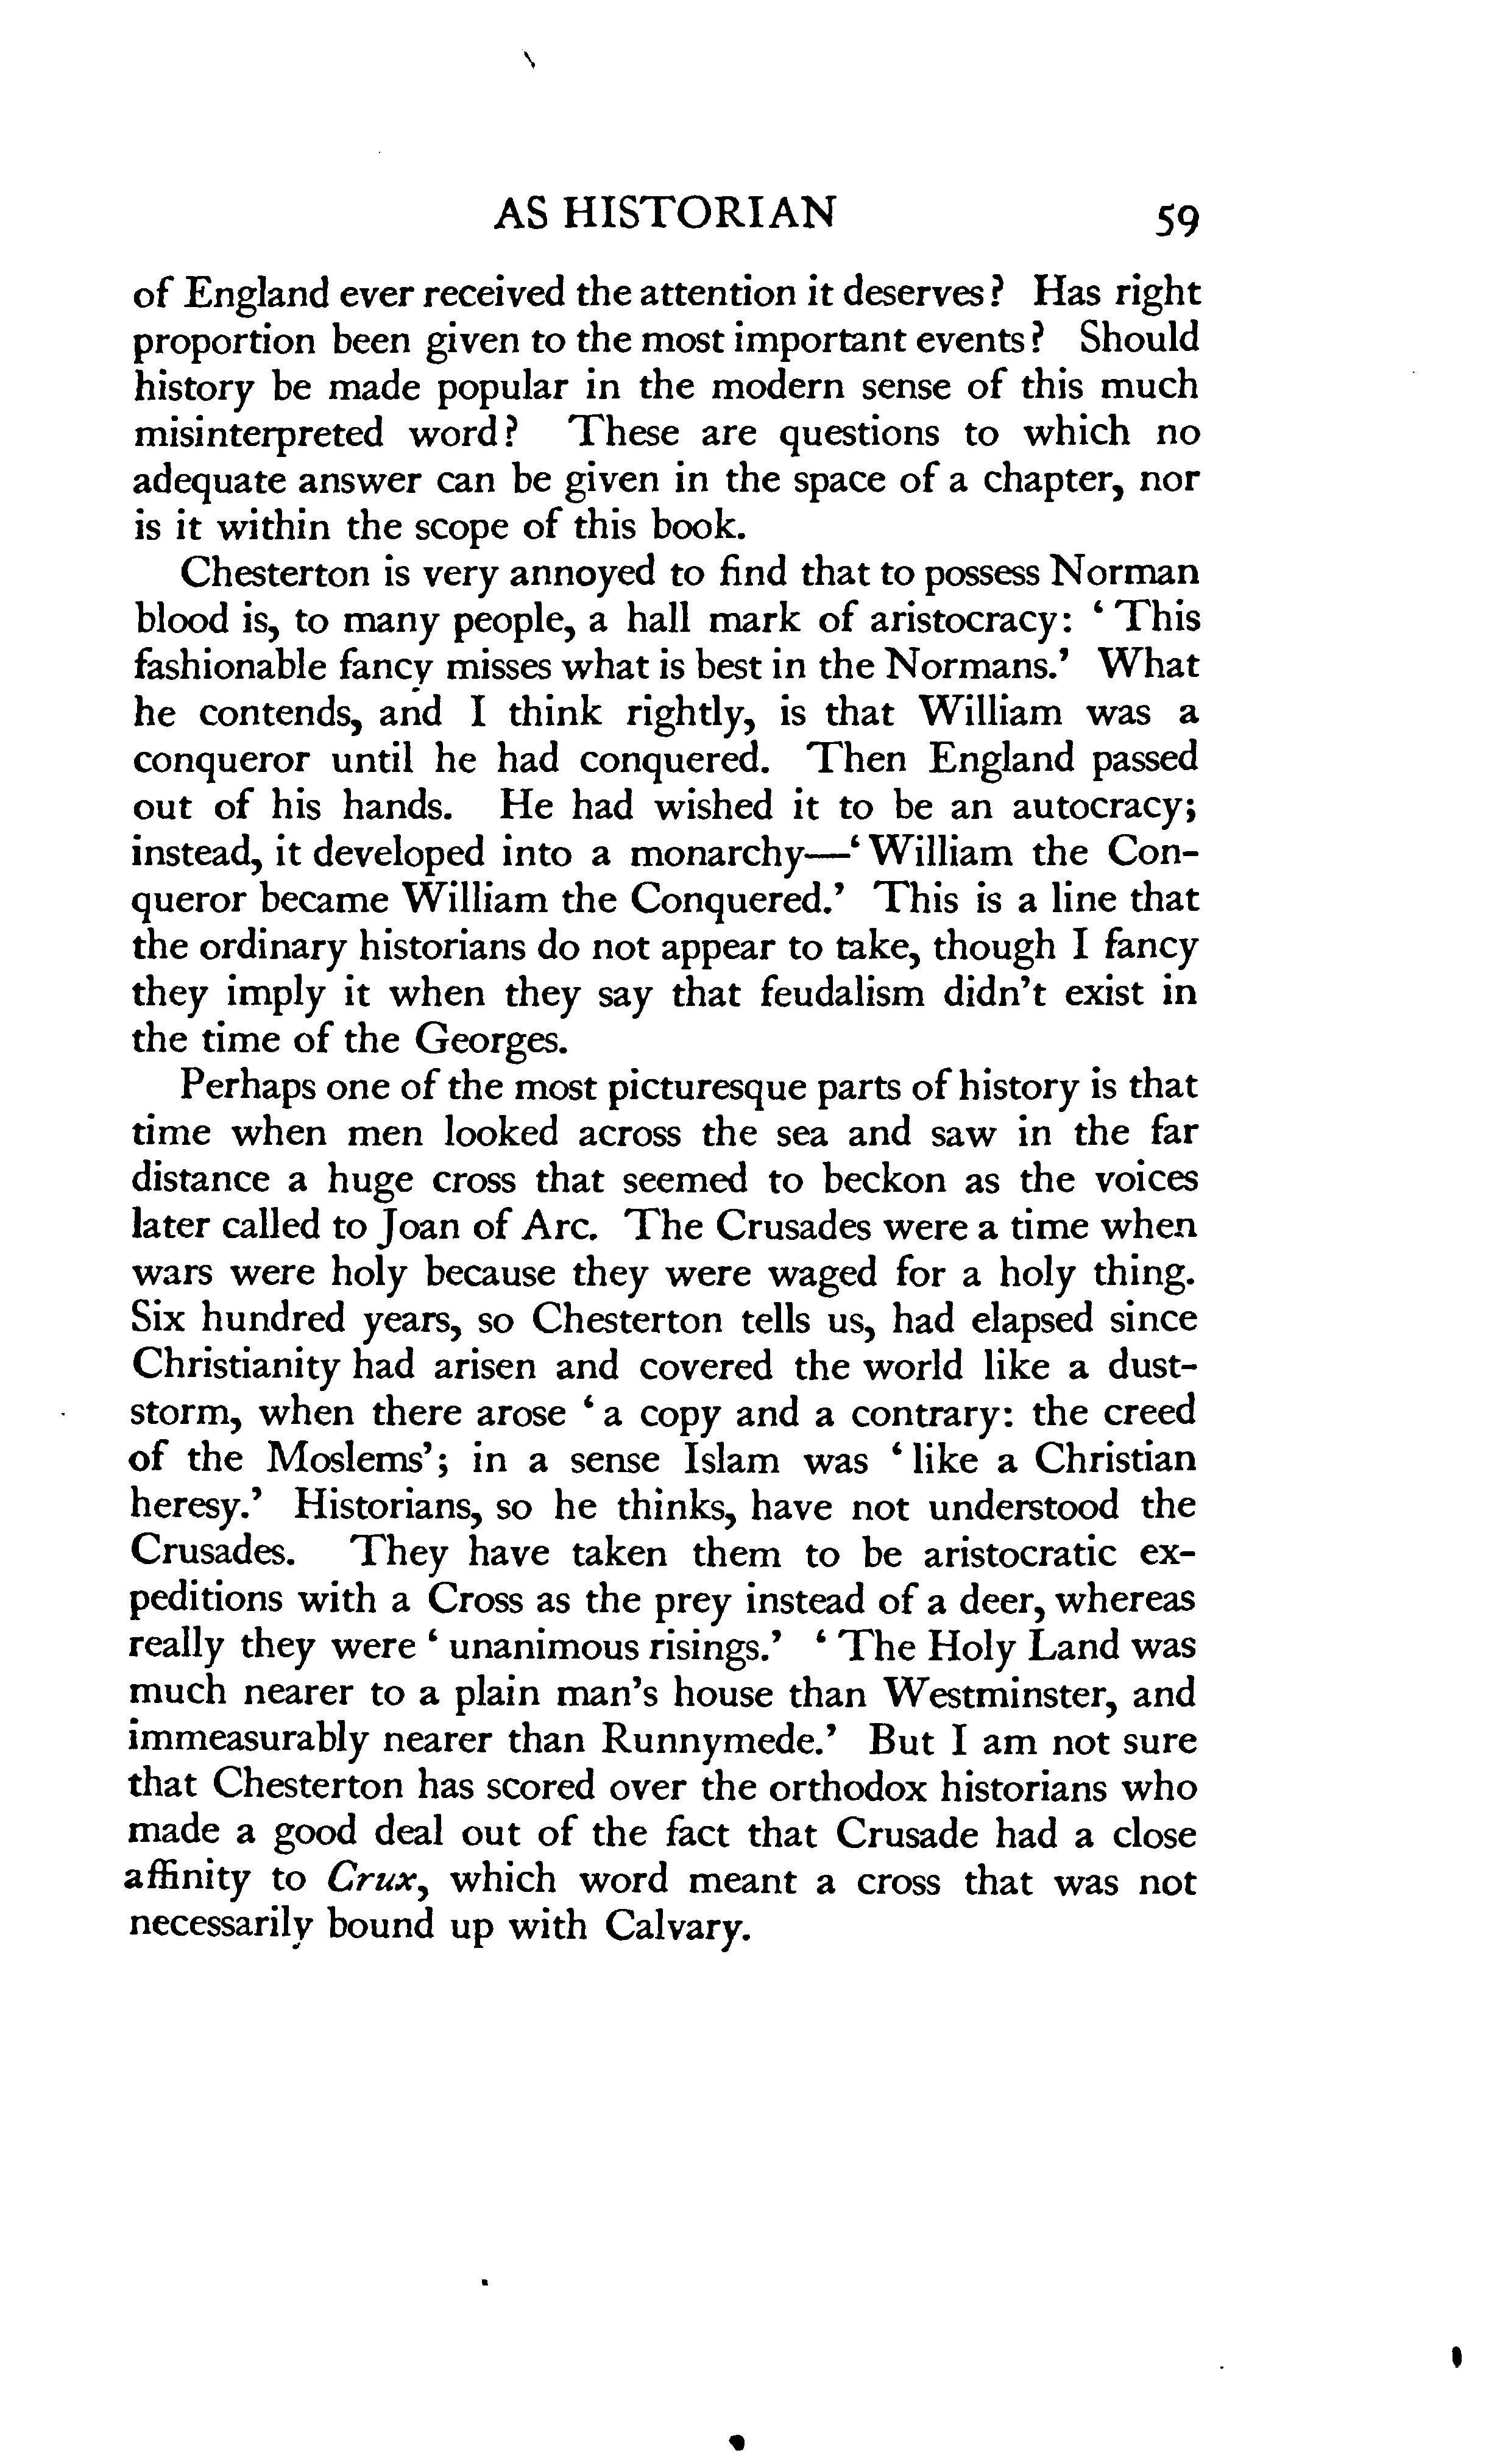 AS HISTORIAN 59
of England ever received the attention it deserves? Has right
proportion been given to the most important events? Should
history be made popular in the modern sense of this much
misinterpreted word? These are questions to which no
adequate answer can be given in the space of a chapter, nor
is it within the scope of this book.
Chesterton is very annoyed to find that to possess Norman
blood is, to many people, a hall mark of aristocracy: ‘This
fashionable fancy misses what is best in the Normans.’ What
he contends, and I think rightly, is that William was a
conqueror until he had conquered. Then England passed
out of his hands. He had wished it to be an autocracy;
instead, it developed into a monarchy—‘William the Con-
queror became William the Conquered.’ This is a line that
the ordinary historians do not appear to take, though I fancy
they imply it when they say that feudalism didn’t exist in
the time of the Georges.
Perhaps one of the most picturesque parts of history is that
time when men looked across the sea and saw in the far
distance a huge cross that seemed to beckon as the voices
later called to Joan of Arc. The Crusades were a time when
wars were holy because they were waged for a holy thing.
Six hundred years, so Chesterton tells us, had elapsed since
Christianity had arisen and covered the world like a dust-
storm, when there arose ‘a copy and a contrary: the creed
of the Moslems’; in a sense Islam was ‘like a Christian
heresy.’ Historians, so he thinks, have not understood the
Crusades. They have taken them to be aristocratic ex-
peditions with a Cross as the prey instead of a deer, whereas
really they were ‘unanimous risings.’ ‘The Holy Land was
much nearer to a plain man’s house than Westminster, and
immeasurably nearer than Runnymede.’ But I am not sure
that Chesterton has scored over the orthodox historians who
made a good deal out of the fact that Crusade had a close
affinity to Crux, which word meant a cross that was not
necessarily bound up with Calvary.